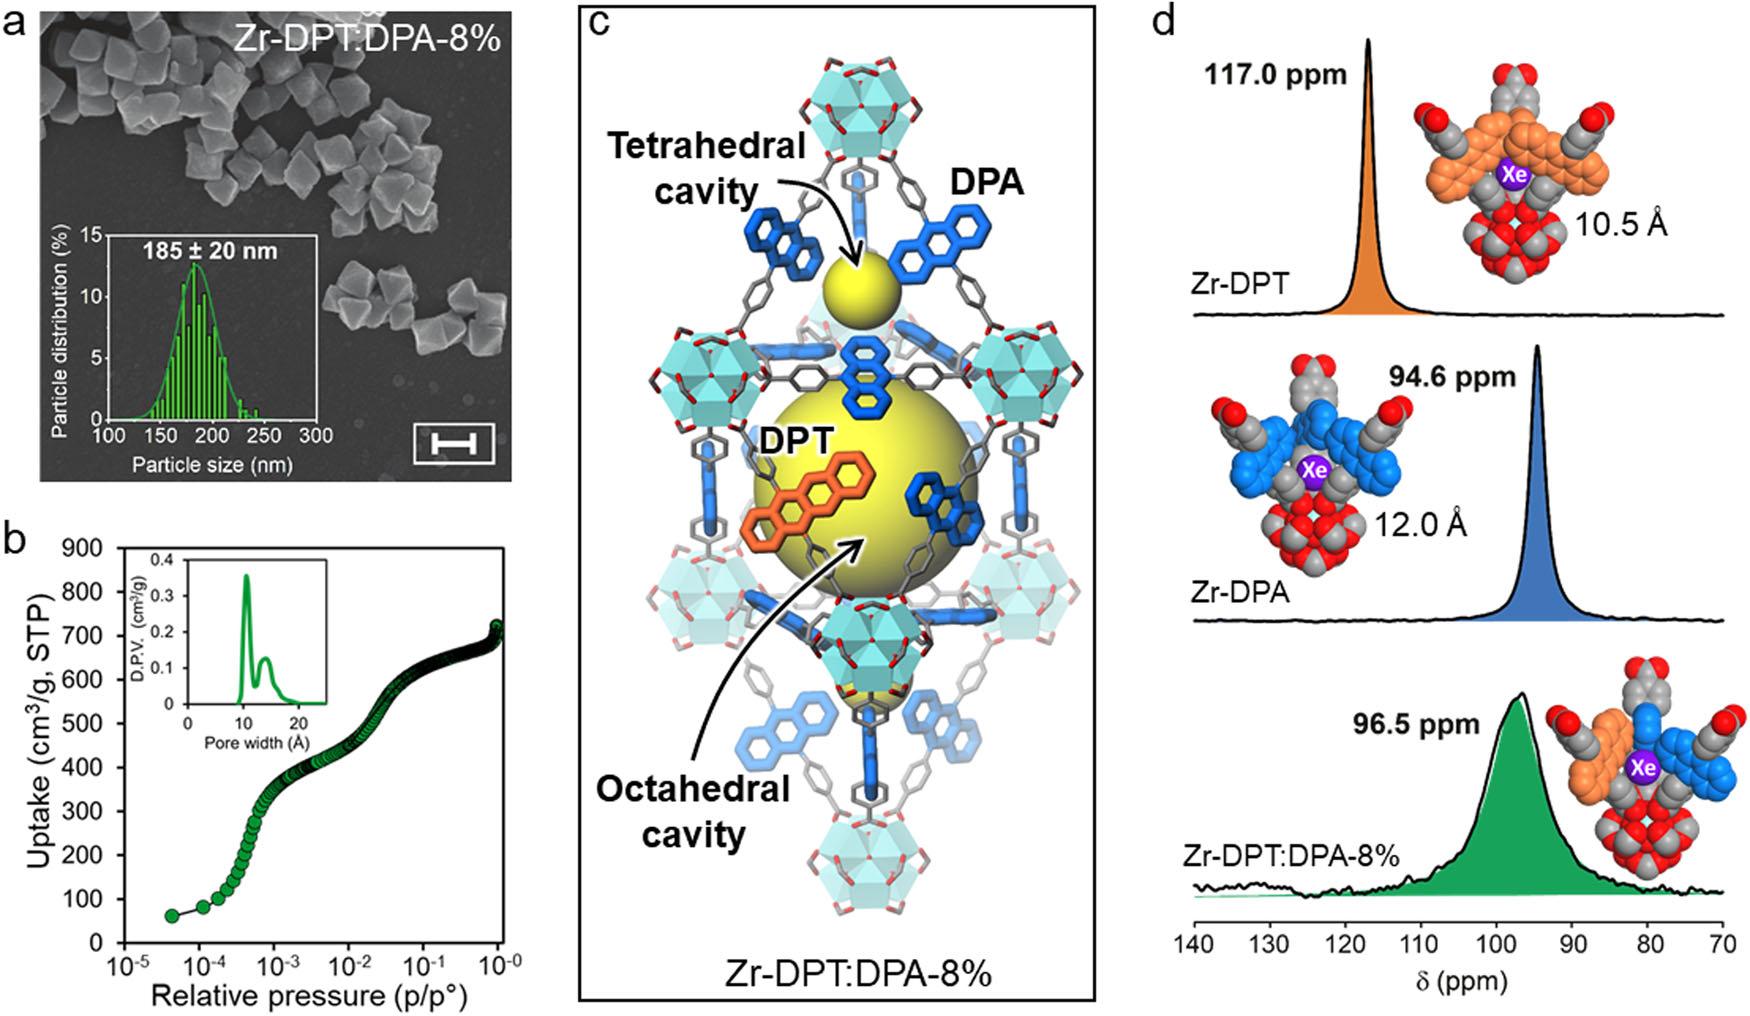 a
Zr-DPT:DPA-8%
Particle distribution (%)
15
10
5
0
185 ± 20 nm
100 150 200 250 300
Particle size (nm)
b
Uptake (cm³/g, STP)
900
800
700
600
500
400
300
200
100
0
D.P.V. (cm³/g)
0.4
0.3
0.2
0.1
0
0 10 20
Pore width (Å)
10⁻⁵ 10⁻⁴ 10⁻³ 10⁻² 10⁻¹ 10⁻⁰
Relative pressure (p/p°)
c
Tetrahedral
cavity
DPA
DPT
Octahedral
cavity
Zr-DPT:DPA-8%
d
117.0 ppm
Xe
10.5 Å
Zr-DPT
94.6 ppm
Xe
12.0 Å
Zr-DPA
96.5 ppm
Xe
Zr-DPT:DPA-8%
140 130 120 110 100 90 80 70
δ (ppm)